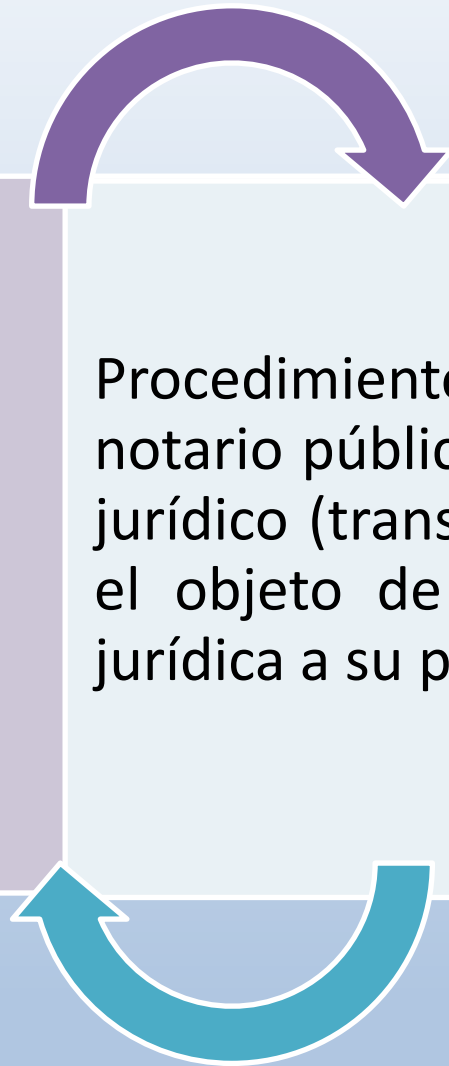 Procedimient
notario públic
jurídico (trans
el objeto de
jurídica a su p